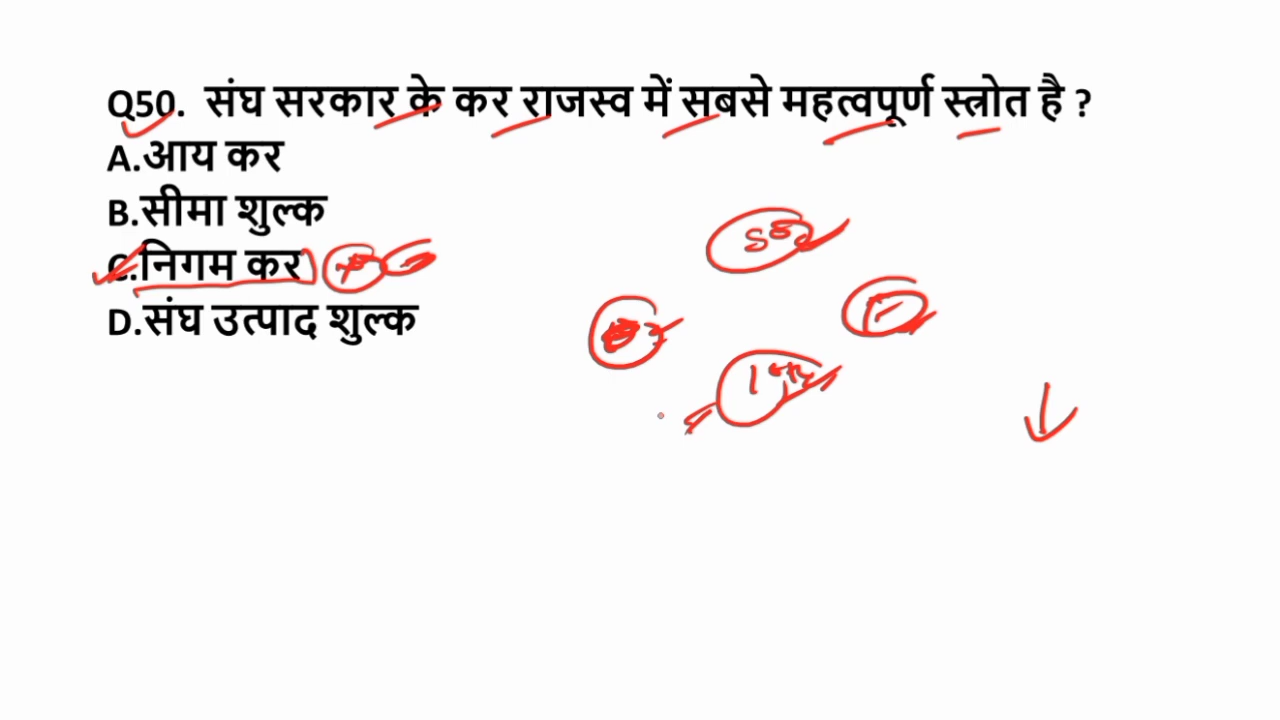 Q50. संघ सरकार के कर राजस्व में सबसे महत्वपूर्ण स्त्रोत है ?
A.आय कर
B.सीमा शुल्क
C.निगम कर
D.संघ उत्पाद शुल्क